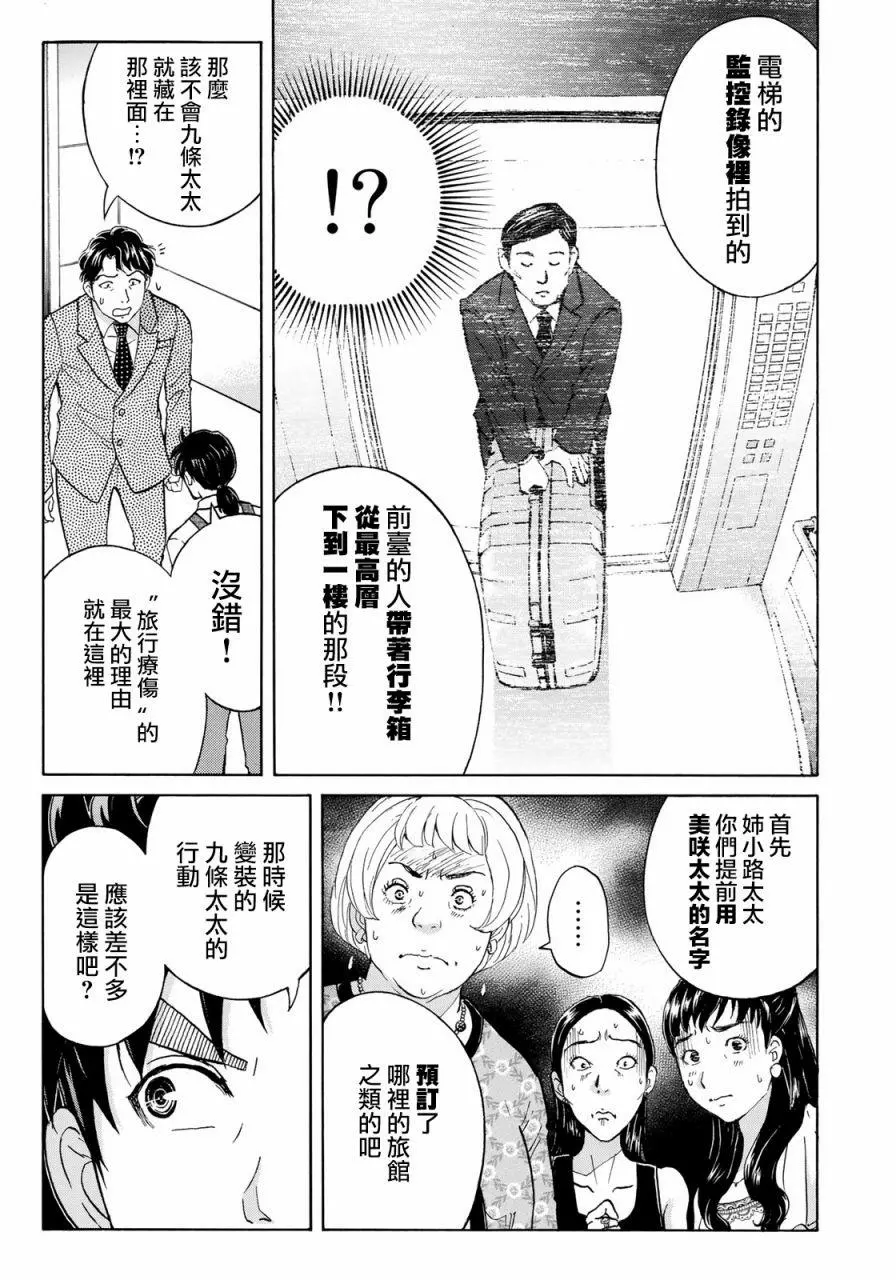 電梯的
監控錄像裡拍到的
!?
前臺的人帶著行李箱
從最高層
下到一樓的那段!!
那麼
該不會九條太太
就藏在
那裡面…!?
沒錯!
"旅行療傷"的
最大的理由
就在這裡
首先
姉小路太太
你們提前用
美咲太太的名字
……
預訂了
哪裡的旅館
之類的吧
那時候
變裝的
九條太太的
行動
應該差不多
是這樣吧?